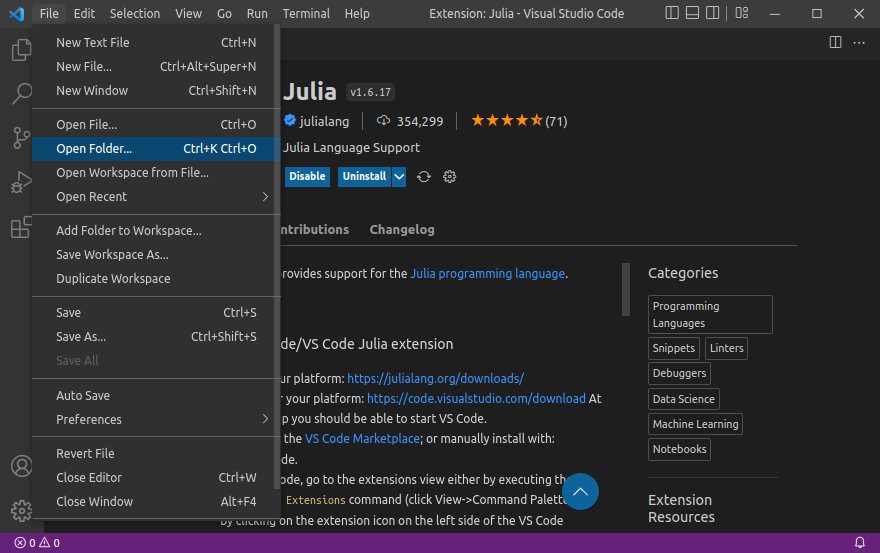 File Edit Selection View Go Run Terminal Help Extension: Julia - Visual Studio Code
New Text File Ctrl+N
New File... Ctrl+Alt+Super+N
New Window Ctrl+Shift+N
Open File... Ctrl+O
Open Folder... Ctrl+K Ctrl+O
Open Workspace from File...
Open Recent
Add Folder to Workspace...
Save Workspace As...
Duplicate Workspace
Save Ctrl+S
Save As... Ctrl+Shift+S
Save All
Auto Save
Preferences
Revert File
Close Editor Ctrl+W
Close Window Alt+F4
Julia v1.6.17
julialang 354,299 (71)
Julia Language Support
Disable Uninstall
ntributions Changelog
rovides support for the Julia programming language.
de/VS Code Julia extension
ur platform: https://julialang.org/downloads/
r your platform: https://code.visualstudio.com/download At
p you should be able to start VS Code.
the VS Code Marketplace; or manually install with:
de.
ode, go to the extensions view either by executing the
Extensions command (click View->Command Palette
by clicking on the extension icon on the left side of the VS Code
Categories
Programming
Languages
Snippets Linters
Debuggers
Data Science
Machine Learning
Notebooks
Extension
Resources
0 0